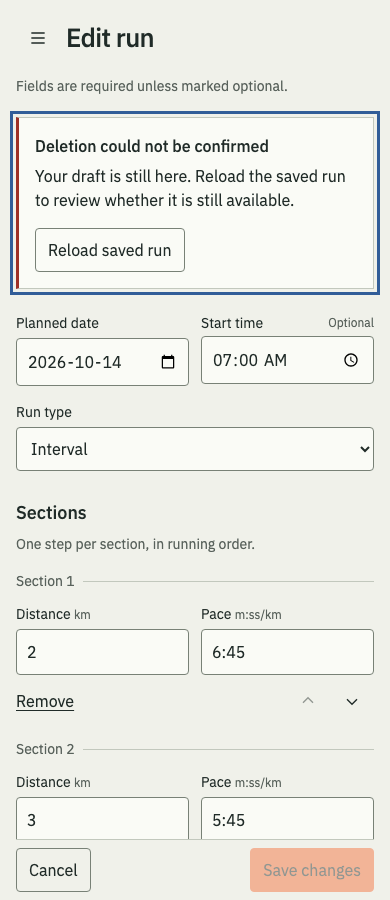 Edit run
Fields are required unless marked optional.
Deletion could not be confirmed
Your draft is still here. Reload the saved run
to review whether it is still available.
Reload saved run
Planned date
Start time Optional
2026-10-14
07:00 AM
Run type
Interval
Sections
One step per section, in running order.
Section 1
Distance km
Pace m:ss/km
2
6:45
Remove
Section 2
Distance km
Pace m:ss/km
3
5:45
Cancel
Save changes